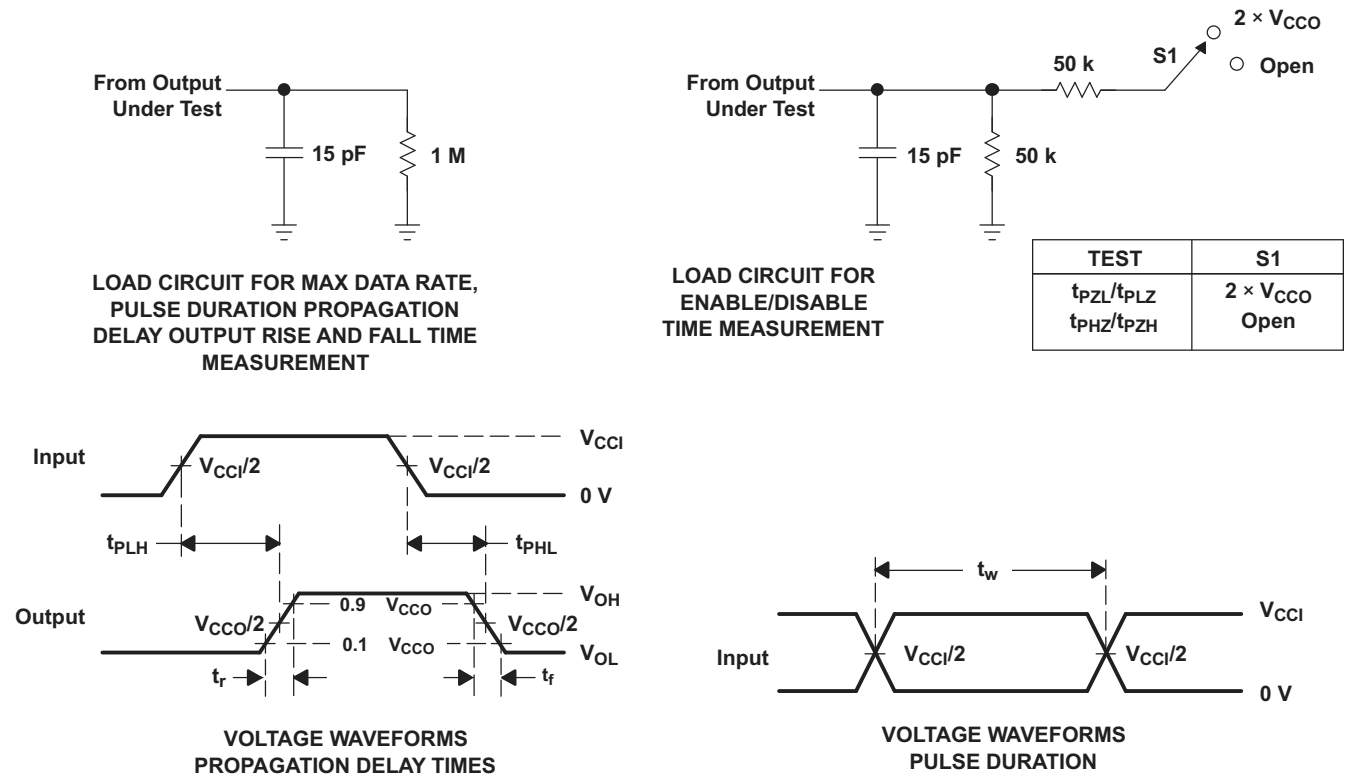 From Output
Under Test
15 pF
1 M
LOAD CIRCUIT FOR MAX DATA RATE,
PULSE DURATION PROPAGATION
DELAY OUTPUT RISE AND FALL TIME
MEASUREMENT
From Output
Under Test
15 pF
50 k
50 k
S1
2 × VCCO
Open
LOAD CIRCUIT FOR
ENABLE/DISABLE
TIME MEASUREMENT
TEST S1
tPZL/tPLZ 2 × VCCO
tPHZ/tPZH Open
Input
VCCI/2
VCCI/2
VCCI
0 V
tPLH
tPHL
Output
VCCO/2
0.9 VCCO
0.1 VCCO
VCCO/2
VOH
VOL
tr
tf
VOLTAGE WAVEFORMS
PROPAGATION DELAY TIMES
tw
Input
VCCI/2
VCCI/2
VCCI
0 V
VOLTAGE WAVEFORMS
PULSE DURATION